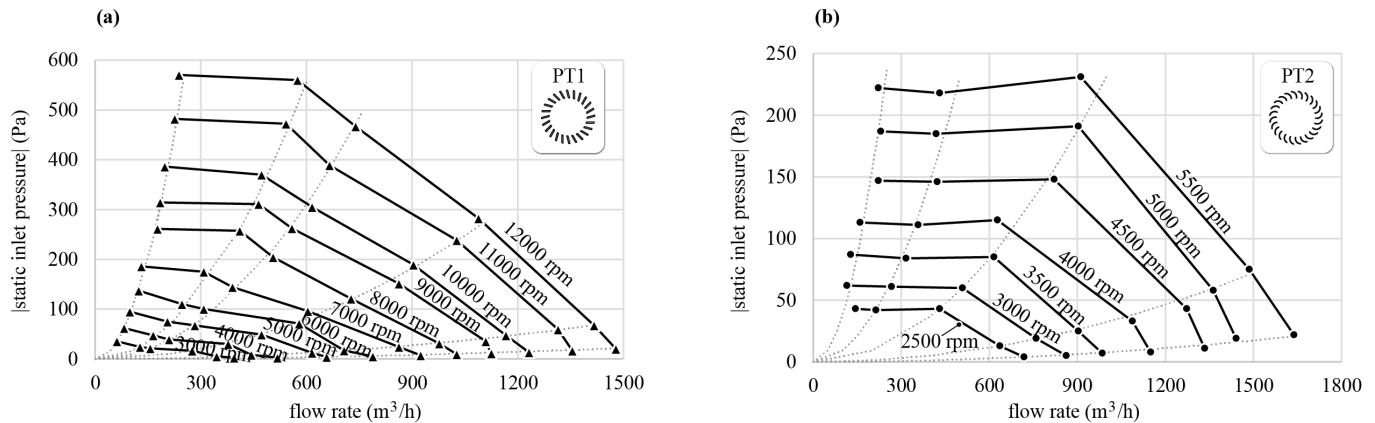 (a)
(b)
|static inlet pressure| (Pa)
600
500
400
300
200
100
0
0
300
600
900
1200
1500
flow rate (m³/h)
PT1
12000 rpm
11000 rpm
10000 rpm
9000 rpm
8000 rpm
7000 rpm
6000 rpm
5000 rpm
4000 rpm
3000 rpm
|static inlet pressure| (Pa)
250
200
150
100
50
0
0
300
600
900
1200
1500
1800
flow rate (m³/h)
PT2
5500 rpm
5000 rpm
4500 rpm
4000 rpm
3500 rpm
3000 rpm
2500 rpm